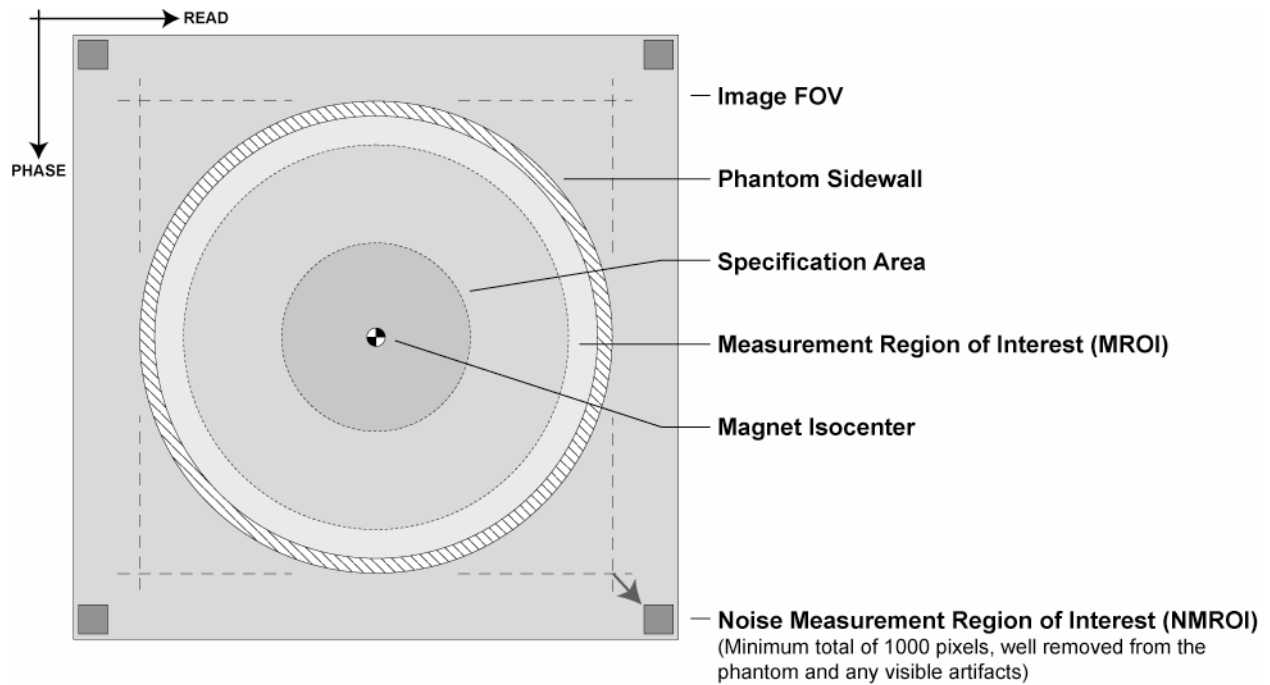 READ
PHASE
Image FOV
Phantom Sidewall
Specification Area
Measurement Region of Interest (MROI)
Magnet Isocenter
Noise Measurement Region of Interest (NMROI)
(Minimum total of 1000 pixels, well removed from the
phantom and any visible artifacts)